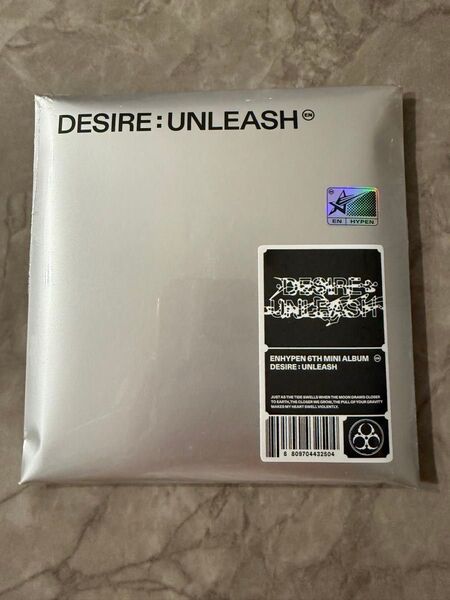 DESIRE : UNLEASH EN
EN HYPEN
DESIRE :
UNLEASH
ENHYPEN 6TH MINI ALBUM
DESIRE : UNLEASH
JUST AS THE TIDE SWELLS WHEN THE MOON DRAWS CLOSER
TO EARTH, THE CLOSER WE GROW, THE PULL OF YOUR GRAVITY
MAKES MY HEART SWELL VIOLENTLY.
8 809704432504